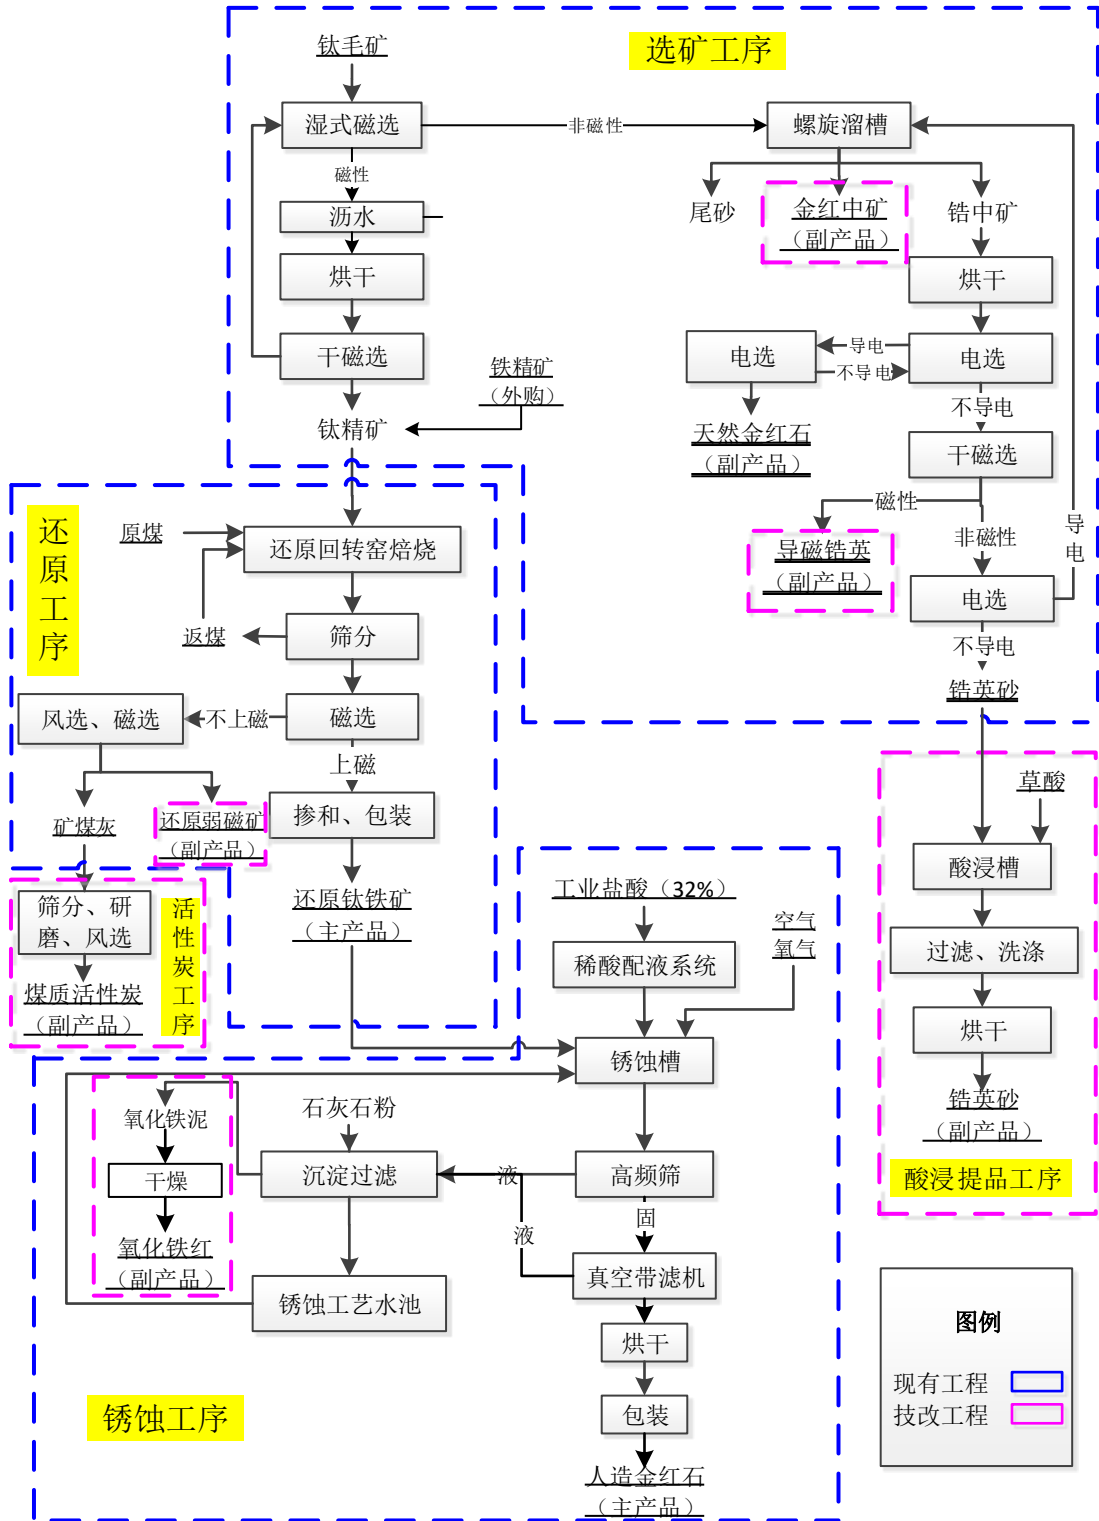 选矿工序
钛毛矿
湿式磁选
非磁性
螺旋溜槽
磁性
沥水
烘干
干磁选
钛精矿
铁精矿
（外购）
尾砂
金红中矿
（副产品）
锆中矿
烘干
电选
导电
不导电
电选
天然金红石
（副产品）
不导电
干磁选
磁性
导磁锆英
（副产品）
非磁性
导电
电选
不导电
锆英砂
还原工序
原煤
还原回转窑焙烧
返煤
筛分
风选、磁选
不上磁
磁选
上磁
矿煤灰
还原弱磁矿
（副产品）
掺和、包装
还原钛铁矿
（主产品）
筛分、研
磨、风选
活性炭工序
煤质活性炭
（副产品）
草酸
酸浸槽
过滤、洗涤
烘干
锆英砂
（副产品）
酸浸提品工序
工业盐酸（32%）
空气
氧气
稀酸配液系统
锈蚀槽
石灰石粉
氧化铁泥
干燥
氧化铁红
（副产品）
沉淀过滤
液
高频筛
固
液
真空带滤机
锈蚀工艺水池
烘干
包装
人造金红石
（主产品）
锈蚀工序
图例
现有工程
技改工程